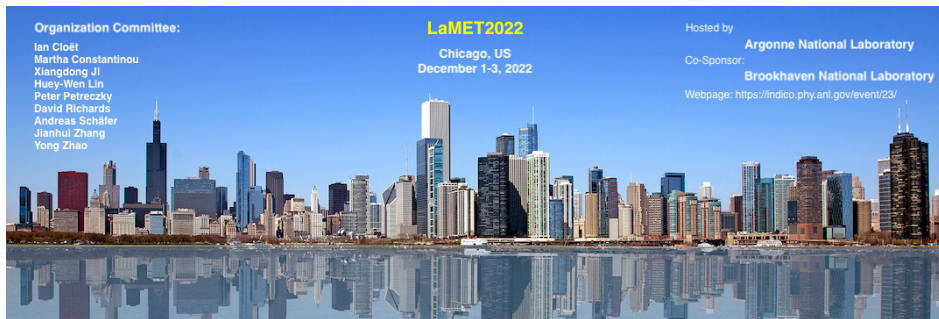 Organization Committee:
Ian Cloët
Martha Constantinou
Xiangdong Ji
Huey-Wen Lin
Peter Petreczky
David Richards
Andreas Schäfer
Jianhui Zhang
Yong Zhao
LaMET2022
Chicago, US
December 1-3, 2022
Hosted by
Argonne National Laboratory
Co-Sponsor:
Brookhaven National Laboratory
Webpage: https://indico.phy.anl.gov/event/23/